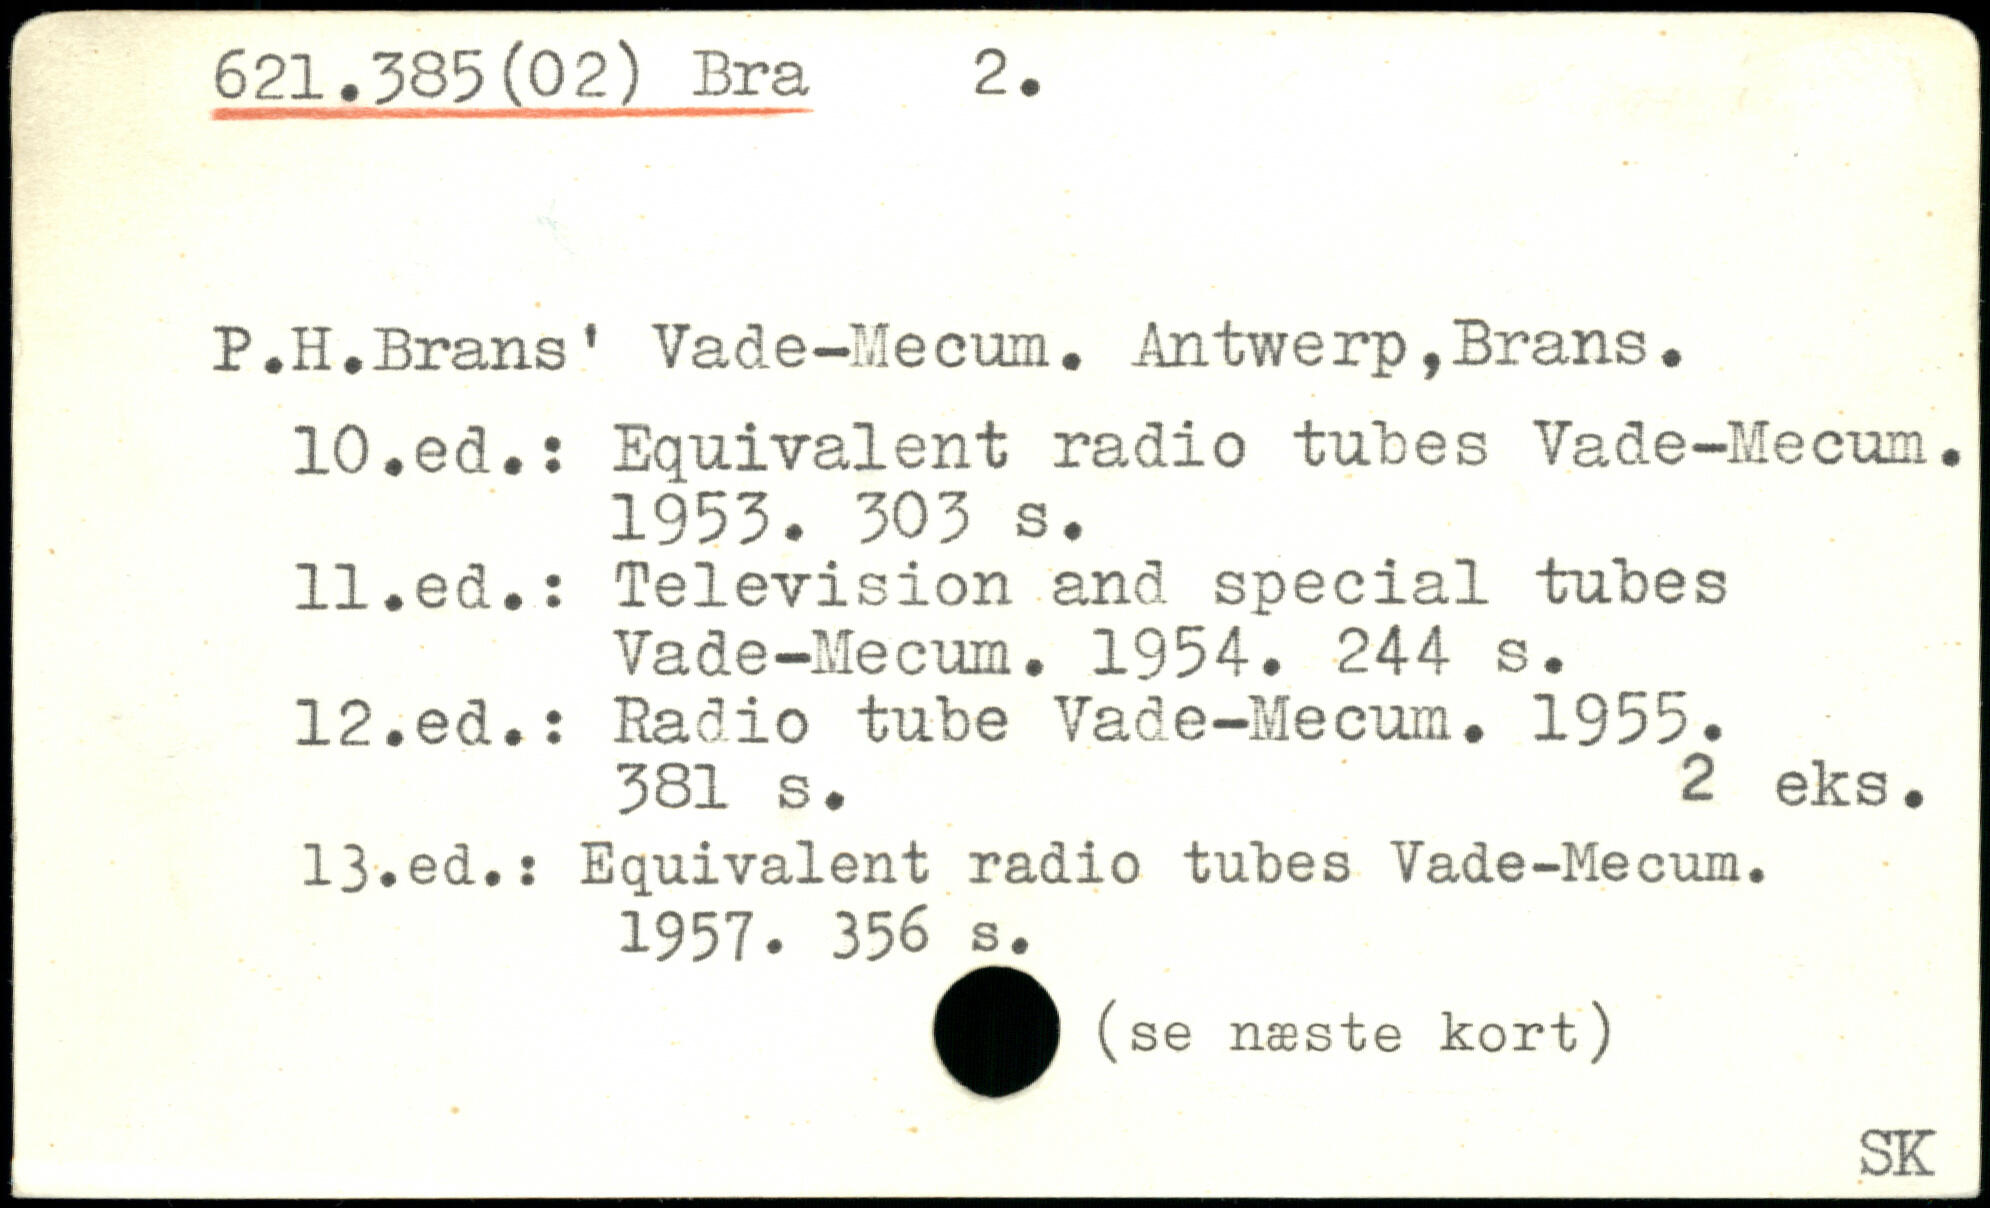 621.385(02) Bra 2.
P.H.Brans' Vade-Mecum. Antwerp,Brans.
10.ed.: Equivalent radio tubes Vade-Mecum.
1953. 303 s.
11.ed.: Television and special tubes
Vade-Mecum. 1954. 244 s.
12.ed.: Radio tube Vade-Mecum. 1955.
381 s. 2 eks.
13.ed.: Equivalent radio tubes Vade-Mecum.
1957. 356 s.
(se næste kort)
SK